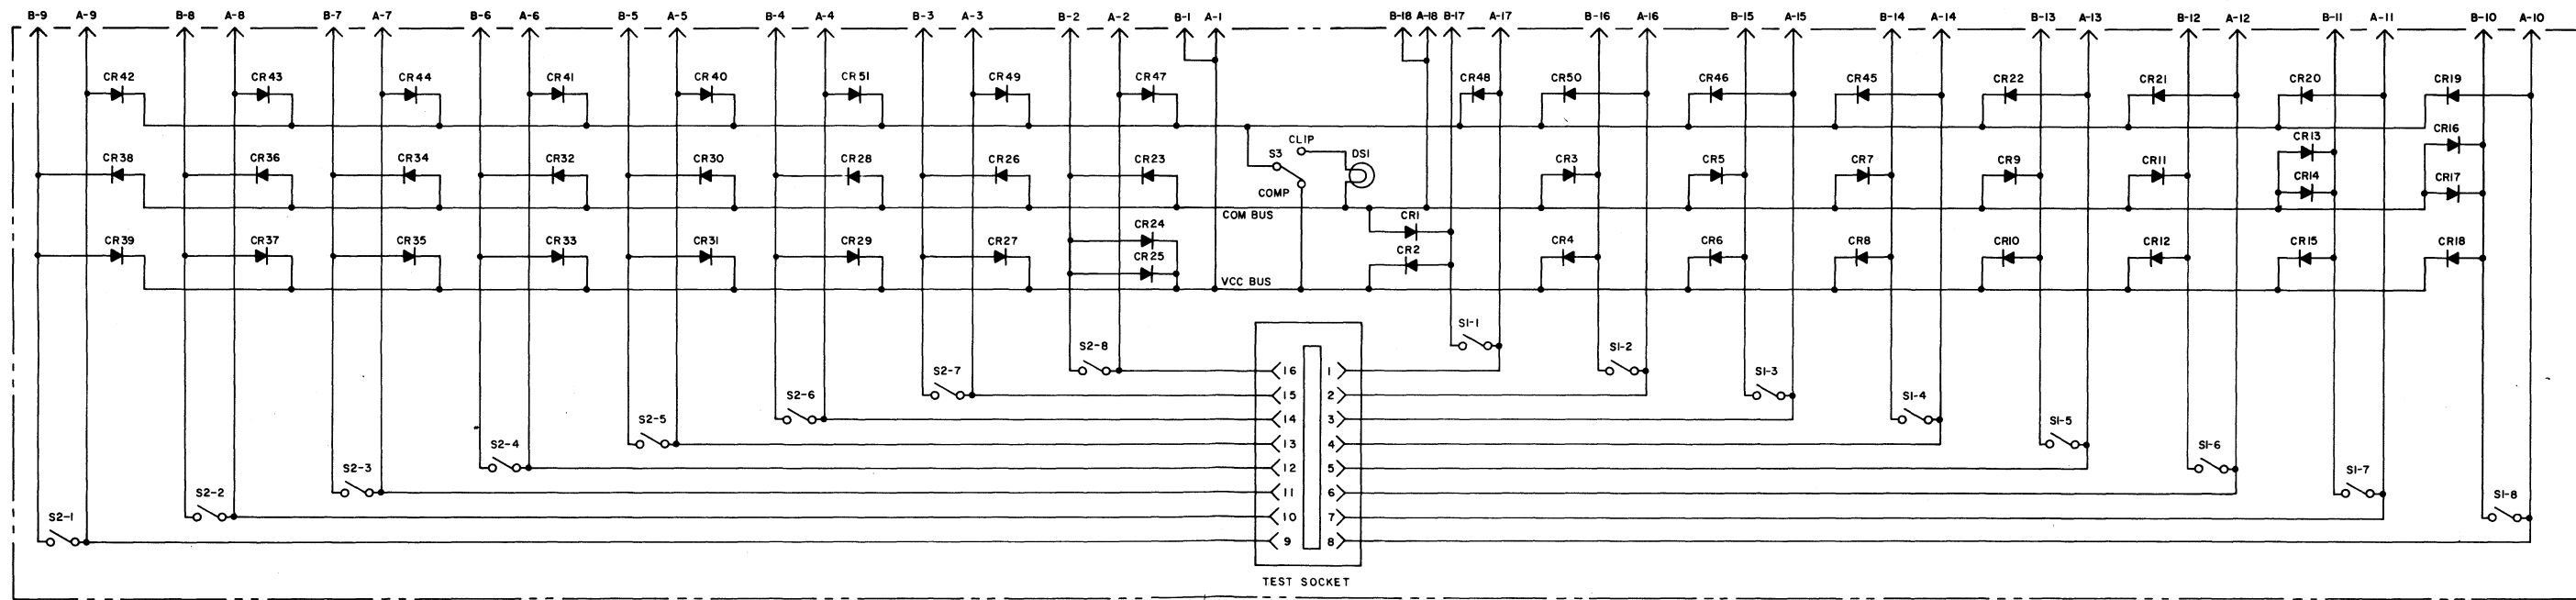 B-9 A-9 B-8 A-8 B-7 A-7 B-6 A-6 B-5 A-5 B-4 A-4 B-3 A-3 B-2 A-2 B-1 A-1 B-18 A-18 B-17 A-17 B-16 A-16 B-15 A-15 B-14 A-14 B-13 A-13 B-12 A-12 B-11 A-11 B-10 A-10
CR42 CR43 CR44 CR41 CR40 CR51 CR49 CR47 CR48 CR50 CR46 CR45 CR22 CR21 CR20 CR19
CLIP CR13 CR16
CR38 CR36 CR34 CR32 CR30 CR28 CR26 CR23 S3 DS1 CR3 CR5 CR7 CR9 CR11 CR14 CR17
COMP
COM BUS CR1
CR24
CR39 CR37 CR35 CR33 CR31 CR29 CR27 CR2 CR4 CR6 CR8 CR10 CR12 CR15 CR18
CR25
VCC BUS
S1-1
S2-8 S1-2
16 1
S2-7 S1-3
15 2
S2-6 S1-4
14 3
S2-5 S1-5
13 4
S2-4 S1-6
12 5
S2-3 S1-7
11 6
S2-2 S1-8
10 7
S2-1
9 8
TEST SOCKET